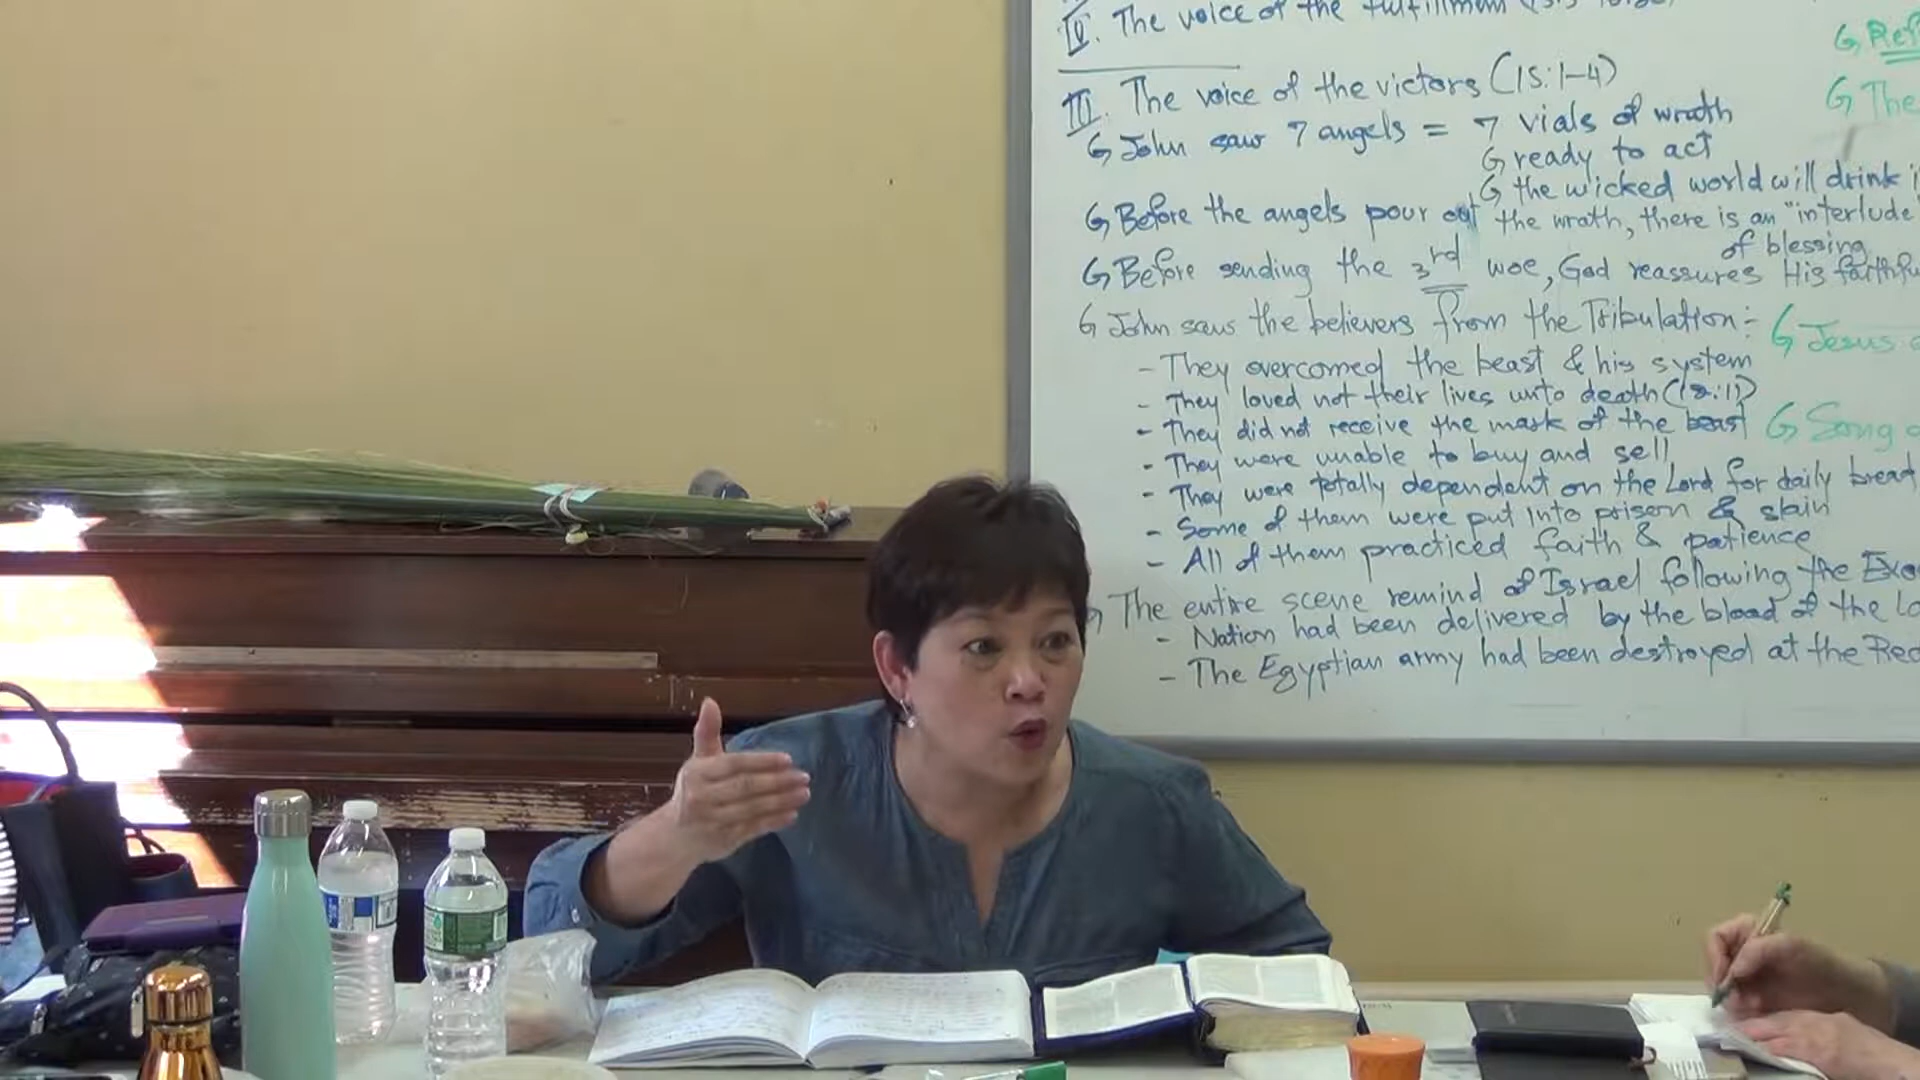 IV. The voice of the fulfillment
III. The voice of the victors (15:1-4)
John saw 7 angels = 7 vials of wrath
ready to act
the wicked world will drink i
Before the angels pour out the wrath, there is an "interlude"
of blessing
Before sending the 3rd woe, God reassures His faithfu
John saw the believers from the Tribulation:-
- They overcomed the beast & his system
- They loved not their lives unto death (12:11)
- They did not receive the mark of the beast
- They were unable to buy and sell
- They were totally dependent on the Lord for daily bread
- Some of them were put into prison & slain
- All of them practiced faith & patience
The entire scene remind of Israel following the Exo
- Nation had been delivered by the blood of the La
- The Egyptian army had been destroyed at the Red
Ref
The
Jesus
Song o